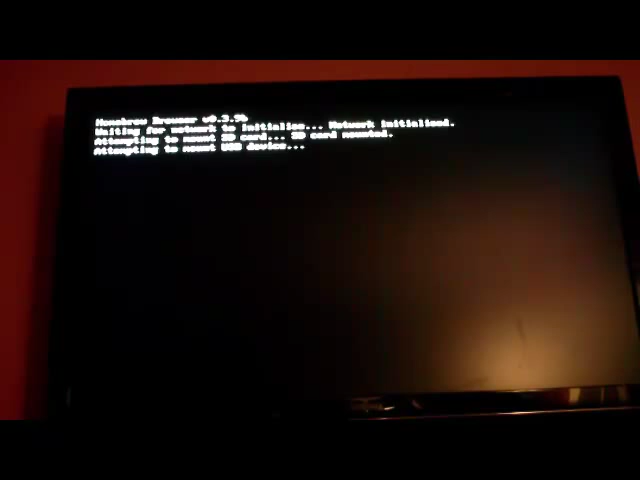 Homebrew Browser v0.3.9b
Waiting for network to initialise... Network initialised.
Attempting to mount SD card... SD card mounted.
Attempting to mount USB device...